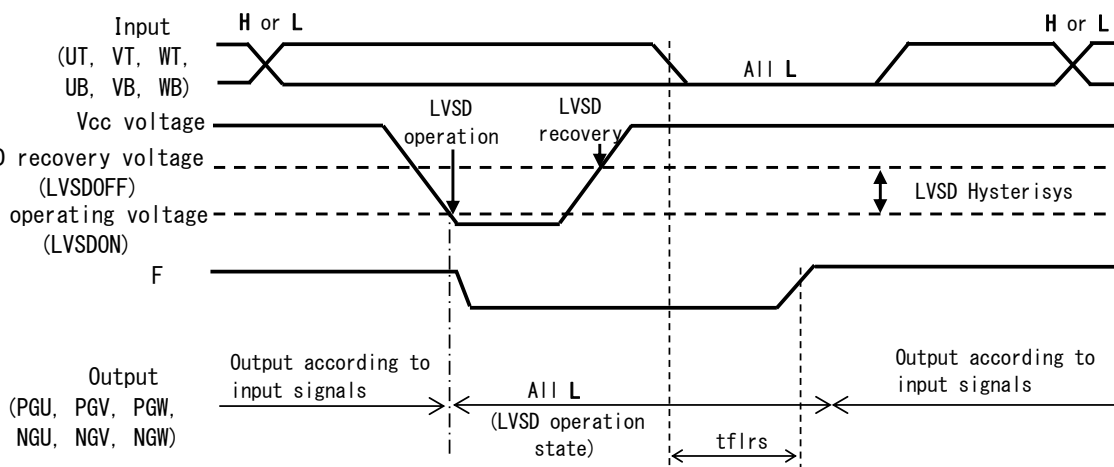 Input
(UT, VT, WT,
UB, VB, WB)
H or L
All L
H or L
Vcc voltage
LVSD
operation
LVSD
recovery
D recovery voltage
(LVSDOFF)
operating voltage
(LVSDON)
LVSD Hysterisys
F
Output
(PGU, PGV, PGW,
NGU, NGV, NGW)
Output according to
input signals
All L
(LVSD operation
state)
tflrs
Output according to
input signals